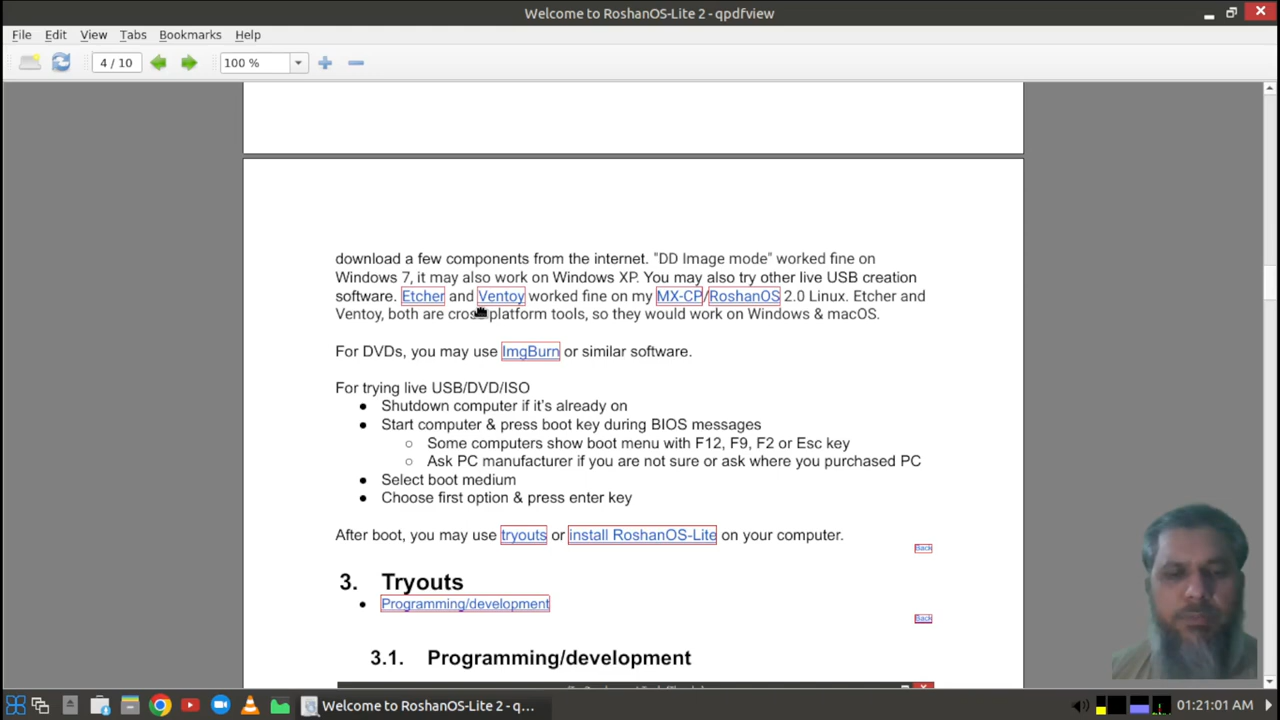 Welcome to RoshanOS-Lite 2 - qpdfview
File Edit View Tabs Bookmarks Help
4 / 10 100 %
download a few components from the internet. "DD Image mode" worked fine on
Windows 7, it may also work on Windows XP. You may also try other live USB creation
software. Etcher and Ventoy worked fine on my MX-CP/RoshanOS 2.0 Linux. Etcher and
Ventoy, both are cross platform tools, so they would work on Windows & macOS.
For DVDs, you may use ImgBurn or similar software.
For trying live USB/DVD/ISO
● Shutdown computer if it's already on
● Start computer & press boot key during BIOS messages
○ Some computers show boot menu with F12, F9, F2 or Esc key
○ Ask PC manufacturer if you are not sure or ask where you purchased PC
● Select boot medium
● Choose first option & press enter key
After boot, you may use tryouts or install RoshanOS-Lite on your computer.
Back
3. Tryouts
● Programming/development
Back
3.1. Programming/development
Welcome to RoshanOS-Lite 2 - q... 01:21:01 AM